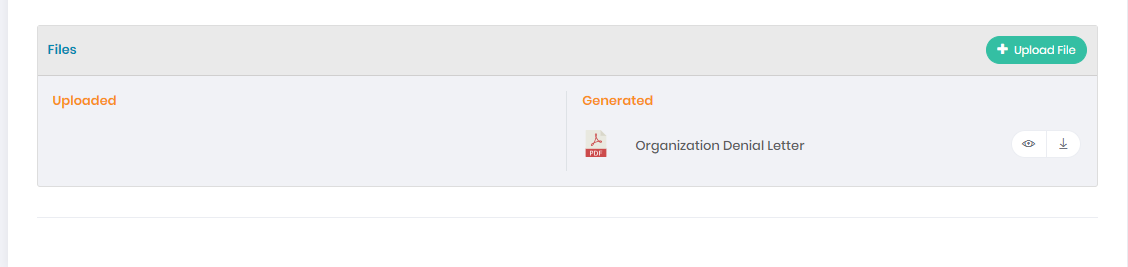 Files
Upload File
Uploaded
Generated
PDF
Organization Denial Letter